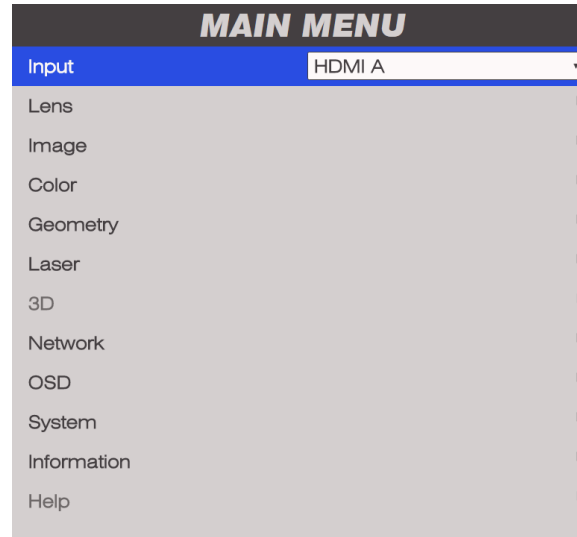 MAIN MENU
Input HDMI A
Lens
Image
Color
Geometry
Laser
3D
Network
OSD
System
Information
Help